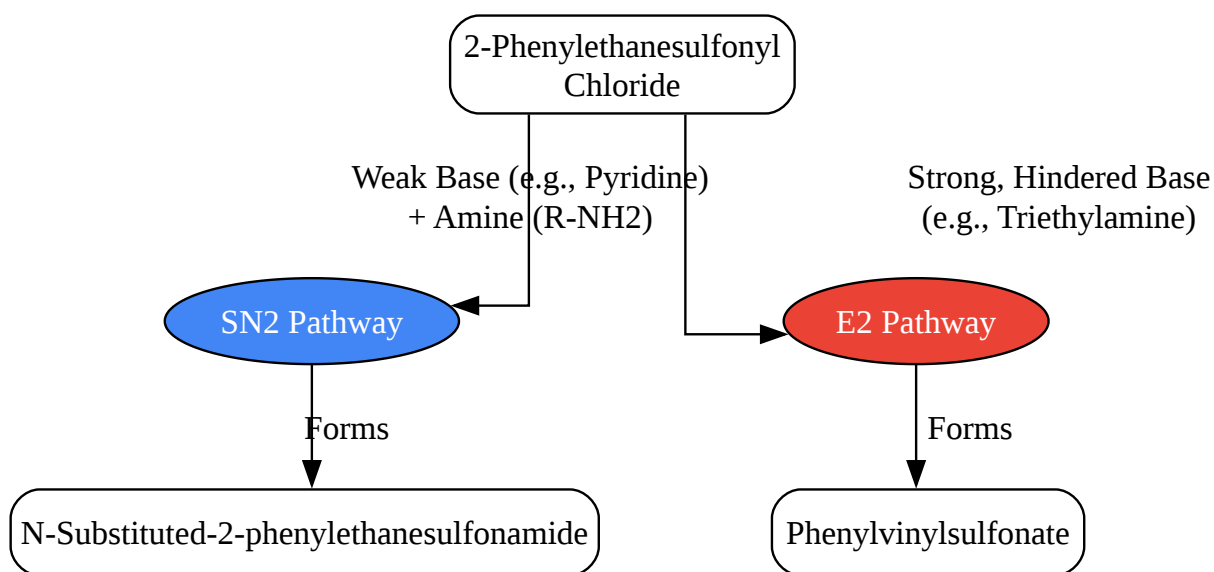 2-Phenylethanesulfonyl
Chloride
Weak Base (e.g., Pyridine)
+ Amine (R-NH2)
Strong, Hindered Base
(e.g., Triethylamine)
SN2 Pathway
E2 Pathway
Forms
Forms
N-Substituted-2-phenylethanesulfonamide
Phenylvinylsulfonate